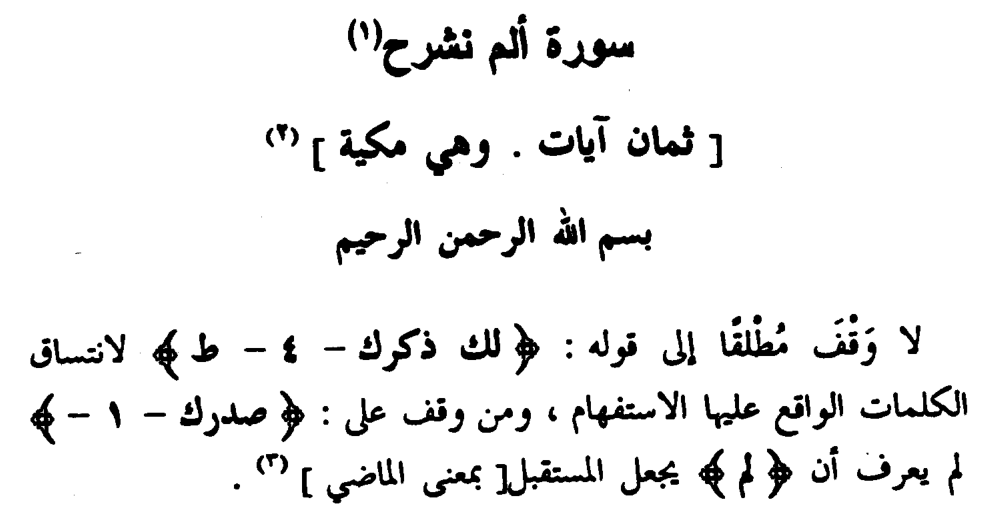 سورة ألم نشرح(١)
[ ثمان آيات . وهي مكية ] (٢)
بسم الله الرحمن الرحيم
لا وَقْفَ مُطْلقًا إلى قوله : ﴿ لك ذكرك – ٤ – ط ﴾ لانتساق
الكلمات الواقع عليها الاستفهام ، ومن وقف على : ﴿ صدرك – ١ – ﴾
لم يعرف أن ﴿ لم ﴾ يجعل المستقبل[ بمعنى الماضي ] (٣) .